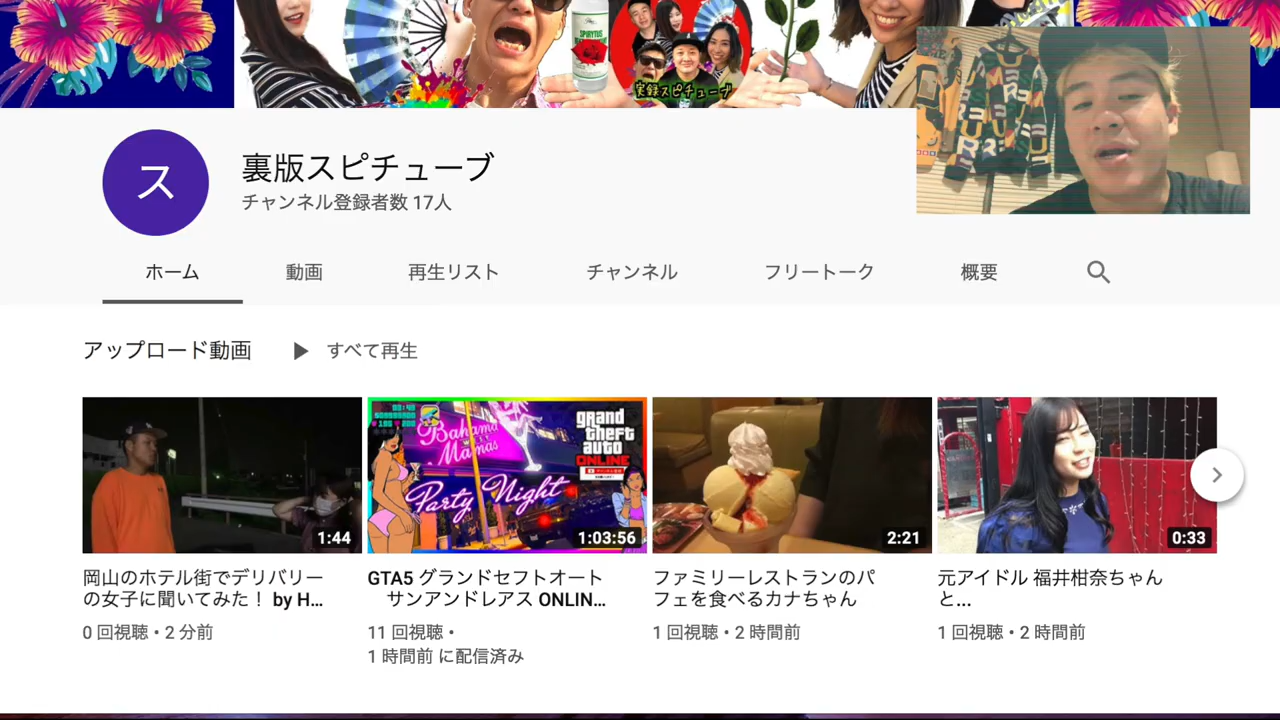 SPIRYTUS
実録スピチューブ
ス
裏版スピチューブ
チャンネル登録者数 17人
ホーム
動画
再生リスト
チャンネル
フリートーク
概要
アップロード動画
すべて再生
1:44
Bahama
Mamas
Party Night
grand
theft
auto
ONLINE
1:03:56
2:21
0:33
岡山のホテル街でデリバリー
の女子に聞いてみた！ by H...
0 回視聴・2 分前
GTA5 グランドセフトオート
サンアンドレアス ONLIN...
11 回視聴・
1 時間前 に配信済み
ファミリーレストランのパ
フェを食べるカナちゃん
1 回視聴・2 時間前
元アイドル 福井柑奈ちゃん
と...
1 回視聴・2 時間前